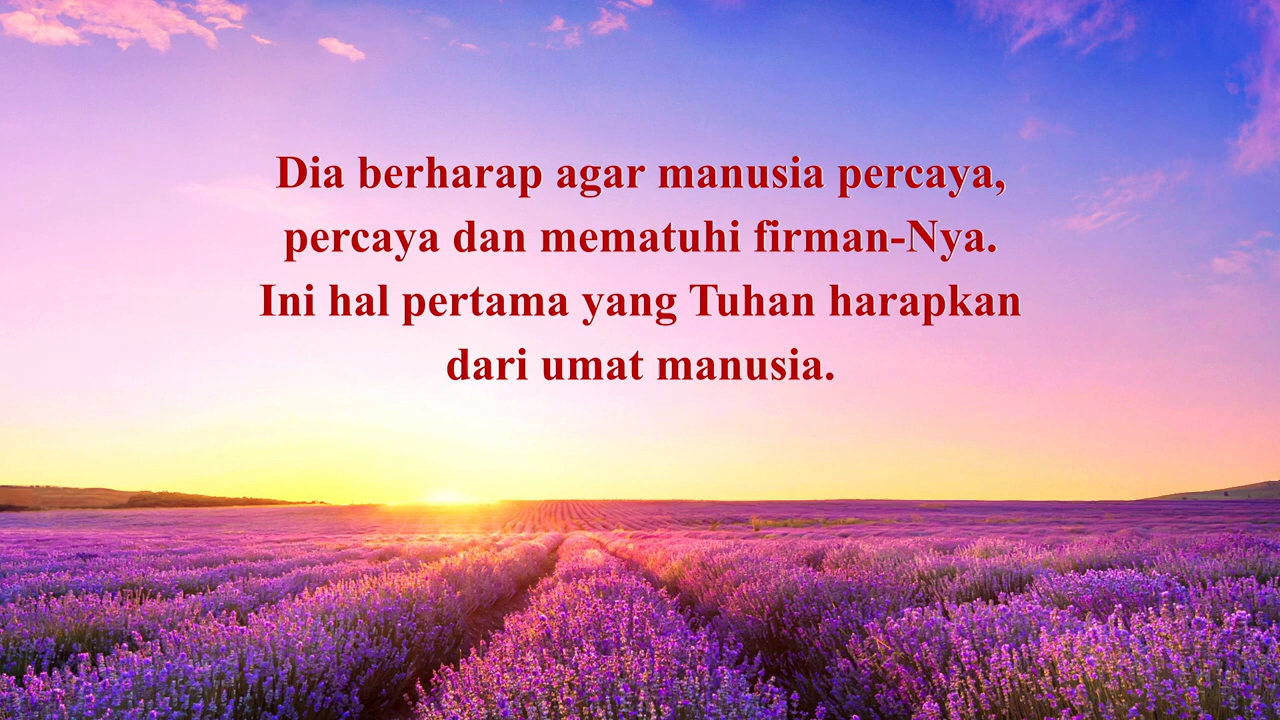 Dia berharap agar manusia percaya,
percaya dan mematuhi firman-Nya.
Ini hal pertama yang Tuhan harapkan
dari umat manusia.